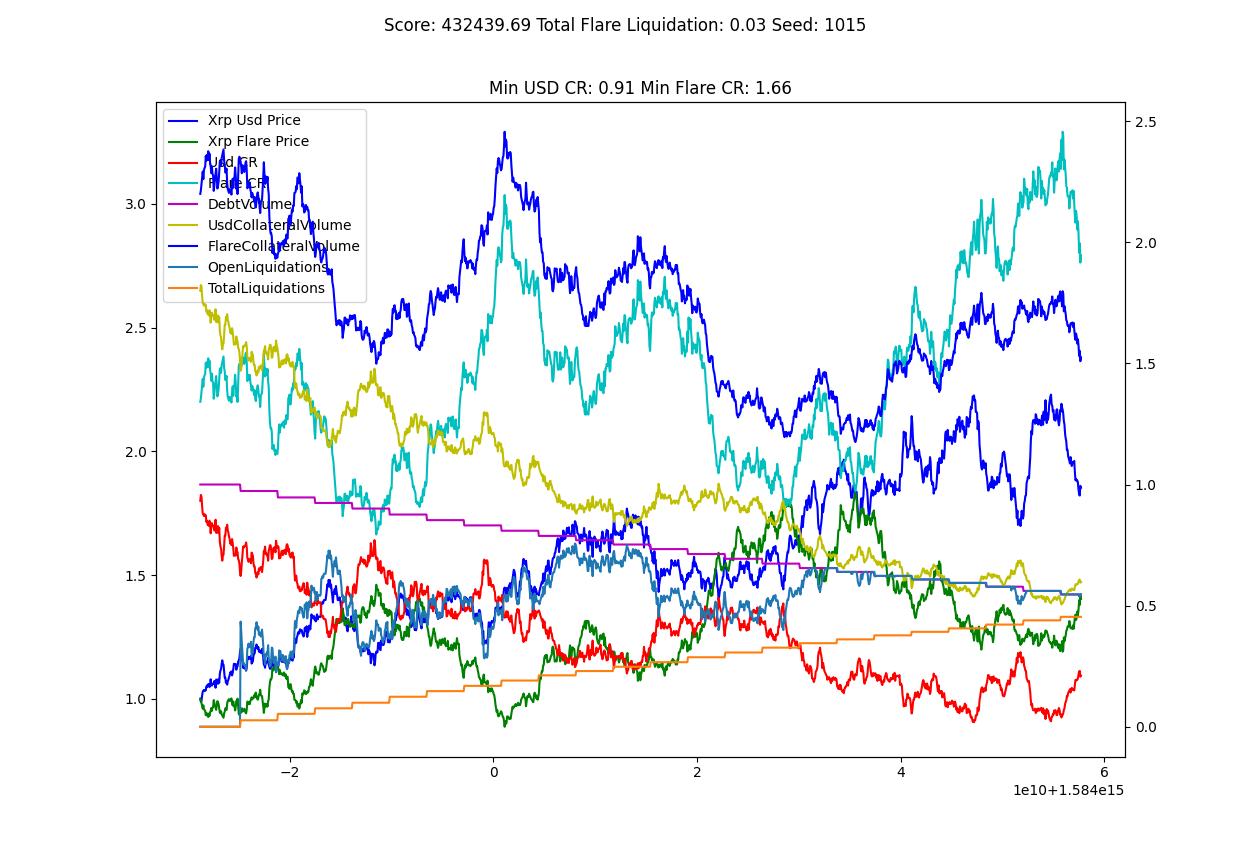 Score: 432439.69 Total Flare Liquidation: 0.03 Seed: 1015
Min USD CR: 0.91 Min Flare CR: 1.66
Xrp Usd Price
Xrp Flare Price
Usd CR
Flare CR
DebtVolume
UsdCollateralVolume
FlareCollateralVolume
OpenLiquidations
TotalLiquidations
3.0
2.5
2.0
1.5
1.0
2.5
2.0
1.5
1.0
0.5
0.0
−2
0
2
4
6
1e10+1.584e15